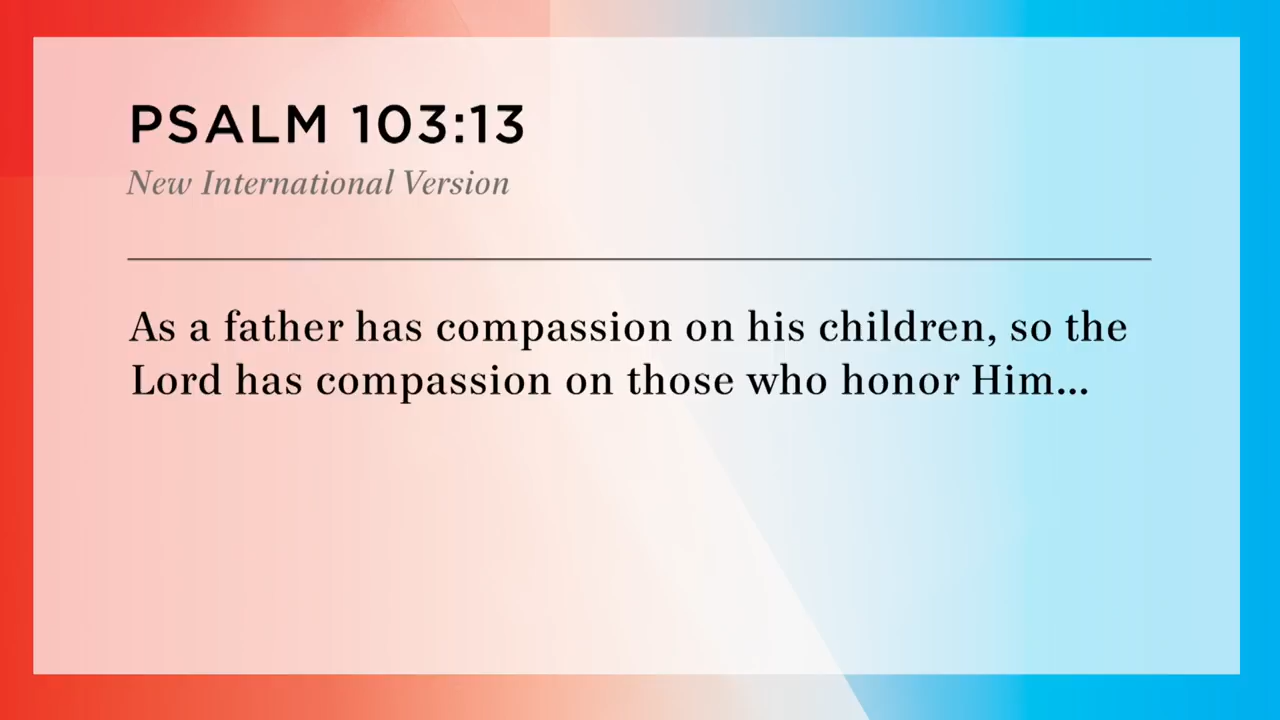 PSALM 103:13
New International Version
As a father has compassion on his children, so the
Lord has compassion on those who honor Him...